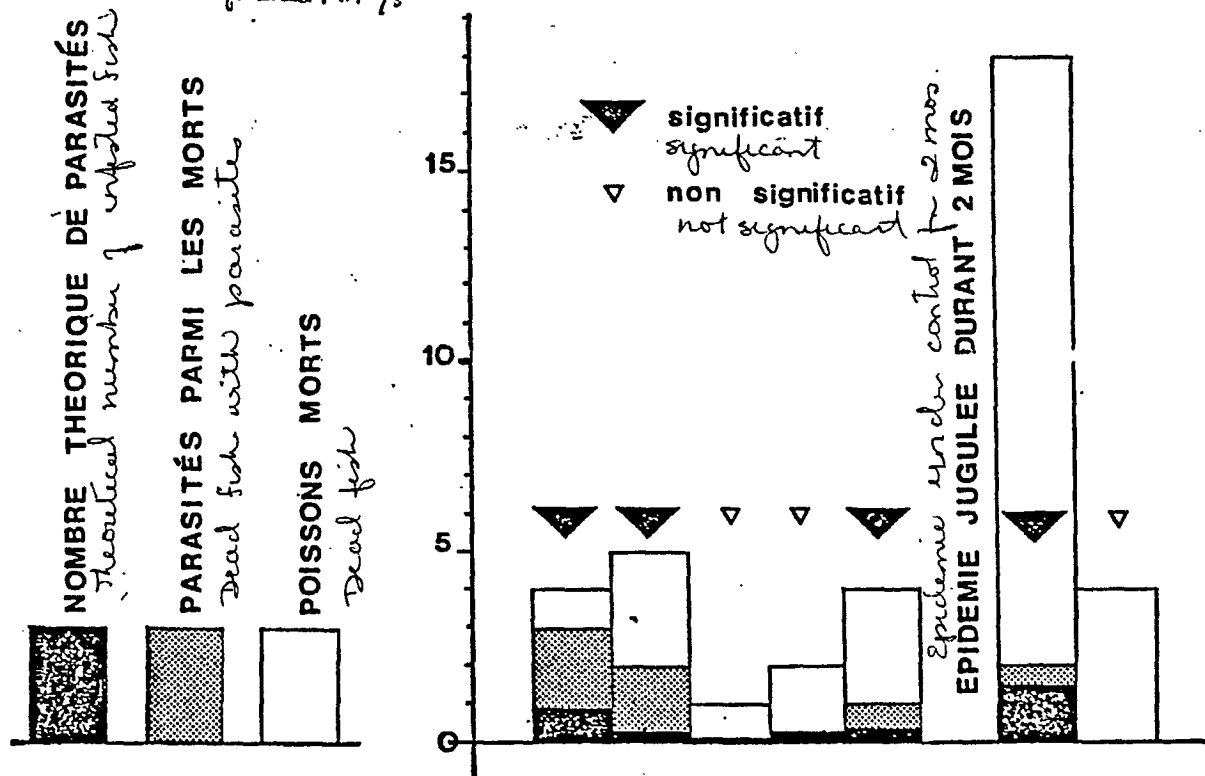 NOMBRE THEORIQUE DE PARASITÉS
Theoretical number of infested fish
PARASITÉS PARMI LES MORTS
Dead fish with parasites
POISSONS MORTS
Dead fish
significatif
significant
non significatif
not significant
15
10
5
0
Epidemie under control for 2 mos.
EPIDEMIE JUGULEE DURANT 2 MOIS